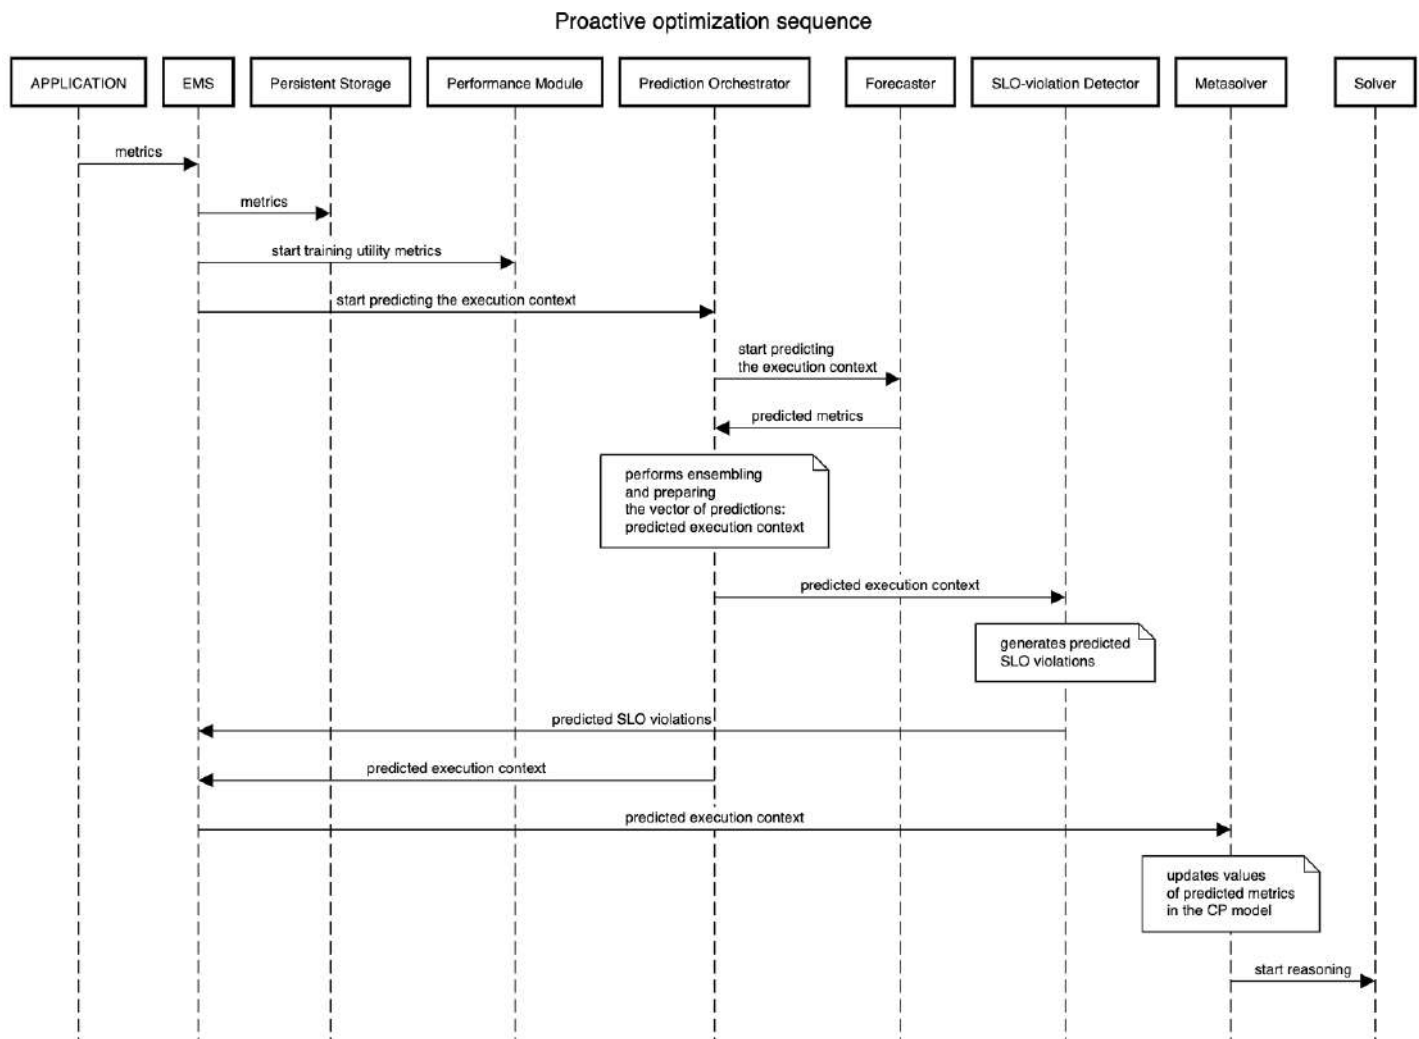 Proactive optimization sequence
APPLICATION
EMS
Persistent Storage
Performance Module
Prediction Orchestrator
Forecaster
SLO-violation Detector
Metasolver
Solver
metrics
metrics
start training utility metrics
start predicting the execution context
start predicting
the execution context
predicted metrics
performs ensembling
and preparing
the vector of predictions:
predicted execution context
predicted execution context
generates predicted
SLO violations
predicted SLO violations
predicted execution context
predicted execution context
updates values
of predicted metrics
in the CP model
start reasoning